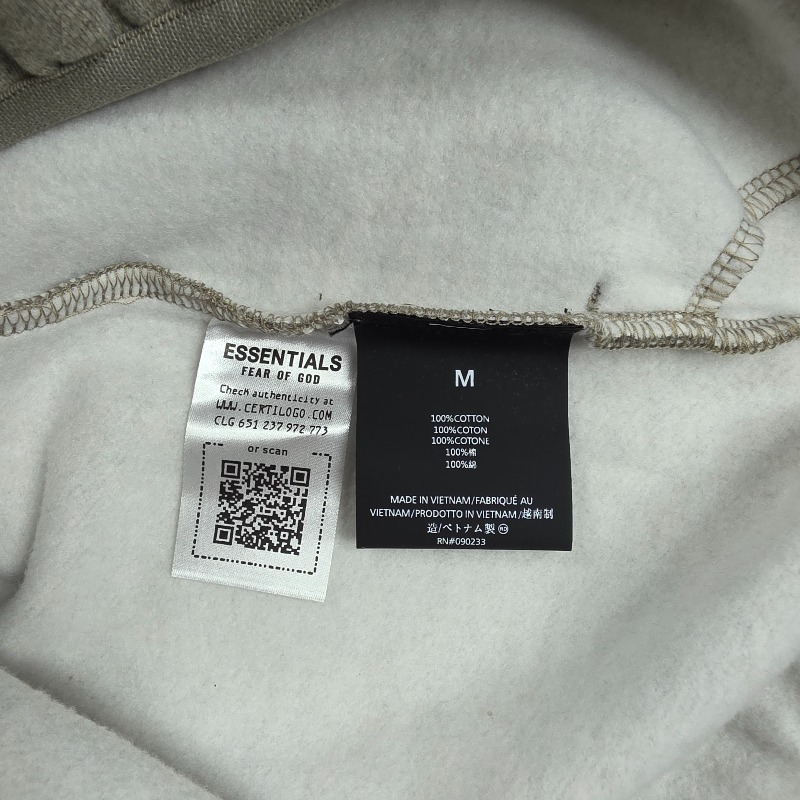 ESSENTIALS
FEAR OF GOD
Check authenticity at
WWW.CERTILOGO.COM
CLG 651 237 972 773
or scan
M
100%COTTON
100%COTON
100%COTONE
100%棉
100%綿
MADE IN VIETNAM/FABRIQUÉ AU
VIETNAM/PRODOTTO IN VIETNAM/越南制
造/ベトナム製
RN#090233